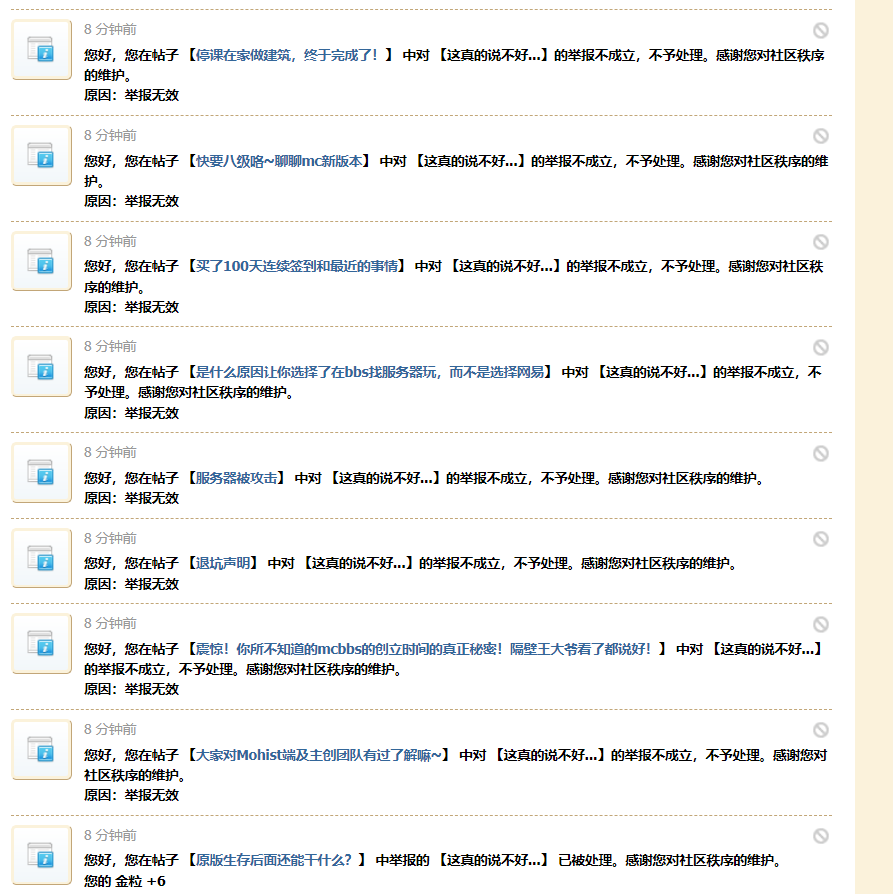 8 分钟前
您好，您在帖子 【停课在家做建筑，终于完成了！】 中对 【这真的说不好...】的举报不成立，不予处理。感谢您对社区秩序
的维护。
原因：举报无效
8 分钟前
您好，您在帖子 【快要八级咯~聊聊mc新版本】 中对 【这真的说不好...】的举报不成立，不予处理。感谢您对社区秩序的维
护。
原因：举报无效
8 分钟前
您好，您在帖子 【买了100天连续签到和最近的事情】 中对 【这真的说不好...】的举报不成立，不予处理。感谢您对社区秩
序的维护。
原因：举报无效
8 分钟前
您好，您在帖子 【是什么原因让你选择了在bbs找服务器玩，而不是选择网易】 中对 【这真的说不好...】的举报不成立，不
予处理。感谢您对社区秩序的维护。
原因：举报无效
8 分钟前
您好，您在帖子 【服务器被攻击】 中对 【这真的说不好...】的举报不成立，不予处理。感谢您对社区秩序的维护。
原因：举报无效
8 分钟前
您好，您在帖子 【退坑声明】 中对 【这真的说不好...】的举报不成立，不予处理。感谢您对社区秩序的维护。
原因：举报无效
8 分钟前
您好，您在帖子 【震惊！你所不知道的mcbbs的创立时间的真正秘密！隔壁王大爷看了都说好！】 中对 【这真的说不好...】
的举报不成立，不予处理。感谢您对社区秩序的维护。
原因：举报无效
8 分钟前
您好，您在帖子 【大家对Mohist端及主创团队有过了解嘛~】 中对 【这真的说不好...】的举报不成立，不予处理。感谢您对
社区秩序的维护。
原因：举报无效
8 分钟前
您好，您在帖子 【原版生存后面还能干什么？】 中举报的 【这真的说不好...】 已被处理。感谢您对社区秩序的维护。
您的 金粒 +6